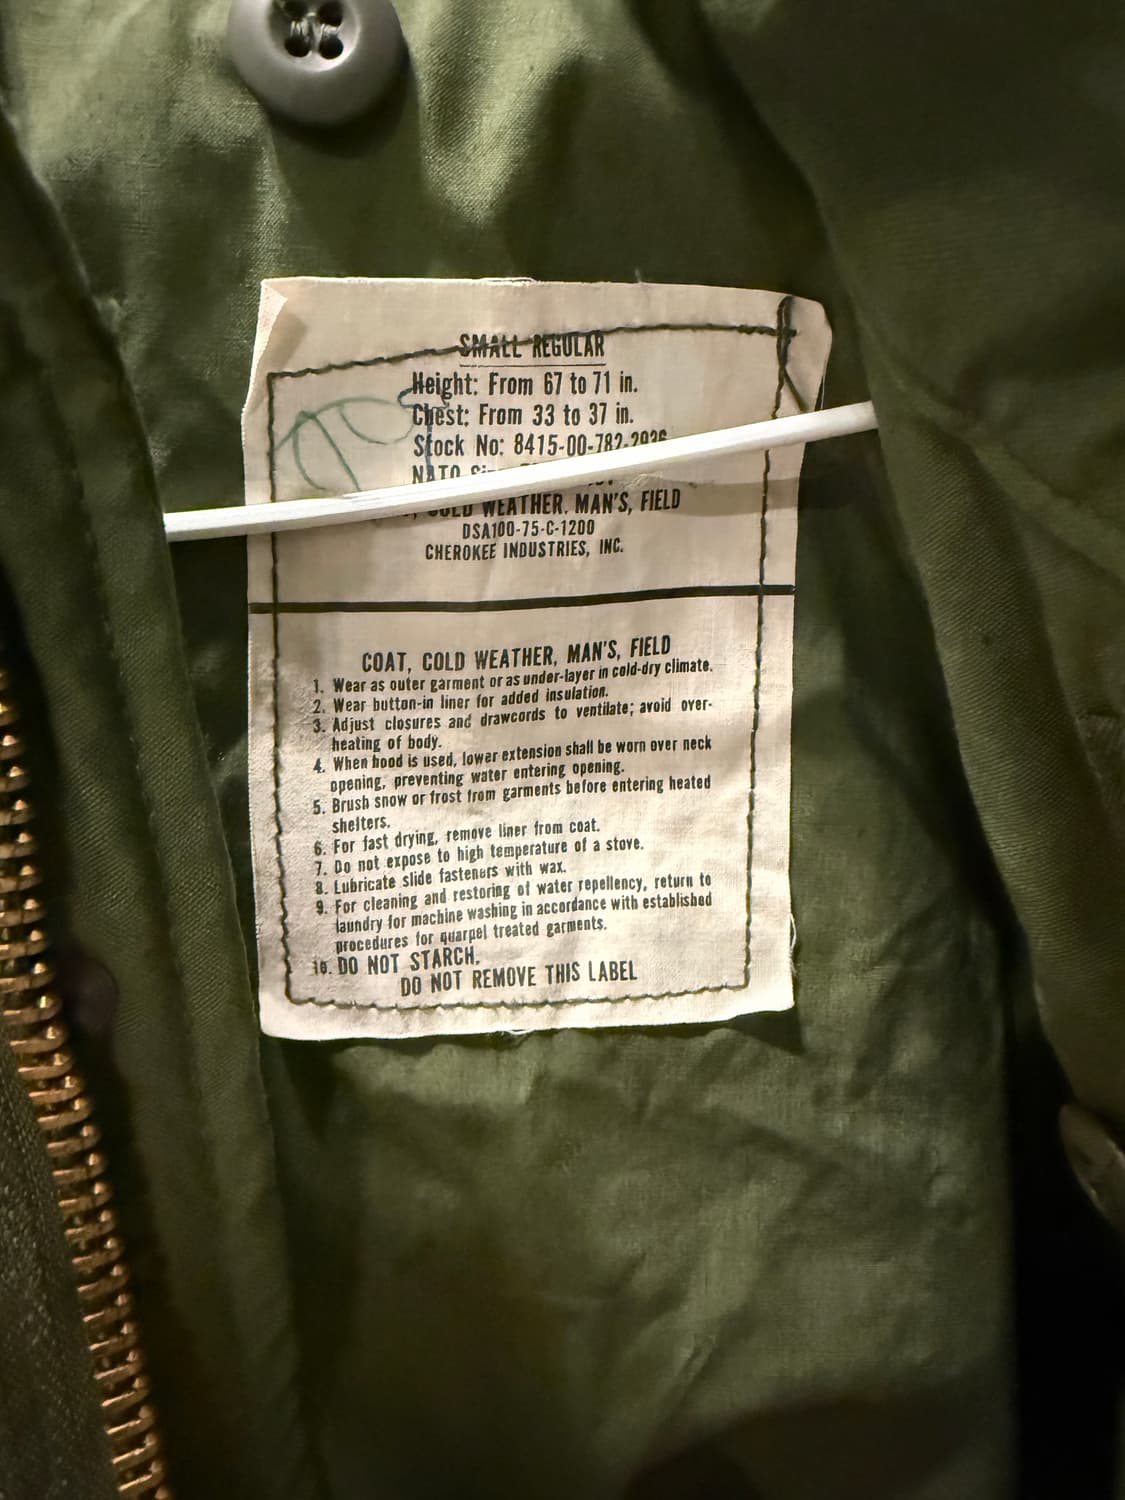 SMALL REGULAR
Height: From 67 to 71 in.
Chest: From 33 to 37 in.
Stock No: 8415-00-782-2936
NATO
COLD WEATHER, MAN'S, FIELD
DSA100-75-C-1200
CHEROKEE INDUSTRIES, INC.
COAT, COLD WEATHER, MAN'S, FIELD
1. Wear as outer garment or as under-layer in cold-dry climate.
2. Wear button-in liner for added insulation.
3. Adjust closures and drawcords to ventilate; avoid over-
heating of body.
4. When hood is used, lower extension shall be worn over neck
opening, preventing water entering opening.
5. Brush snow or frost from garments before entering heated
shelters.
6. For fast drying, remove liner from coat.
7. Do not expose to high temperature of a stove.
8. Lubricate slide fasteners with wax.
9. For cleaning and restoring of water repellency, return to
laundry for machine washing in accordance with established
procedures for quarpel treated garments.
10. DO NOT STARCH.
DO NOT REMOVE THIS LABEL